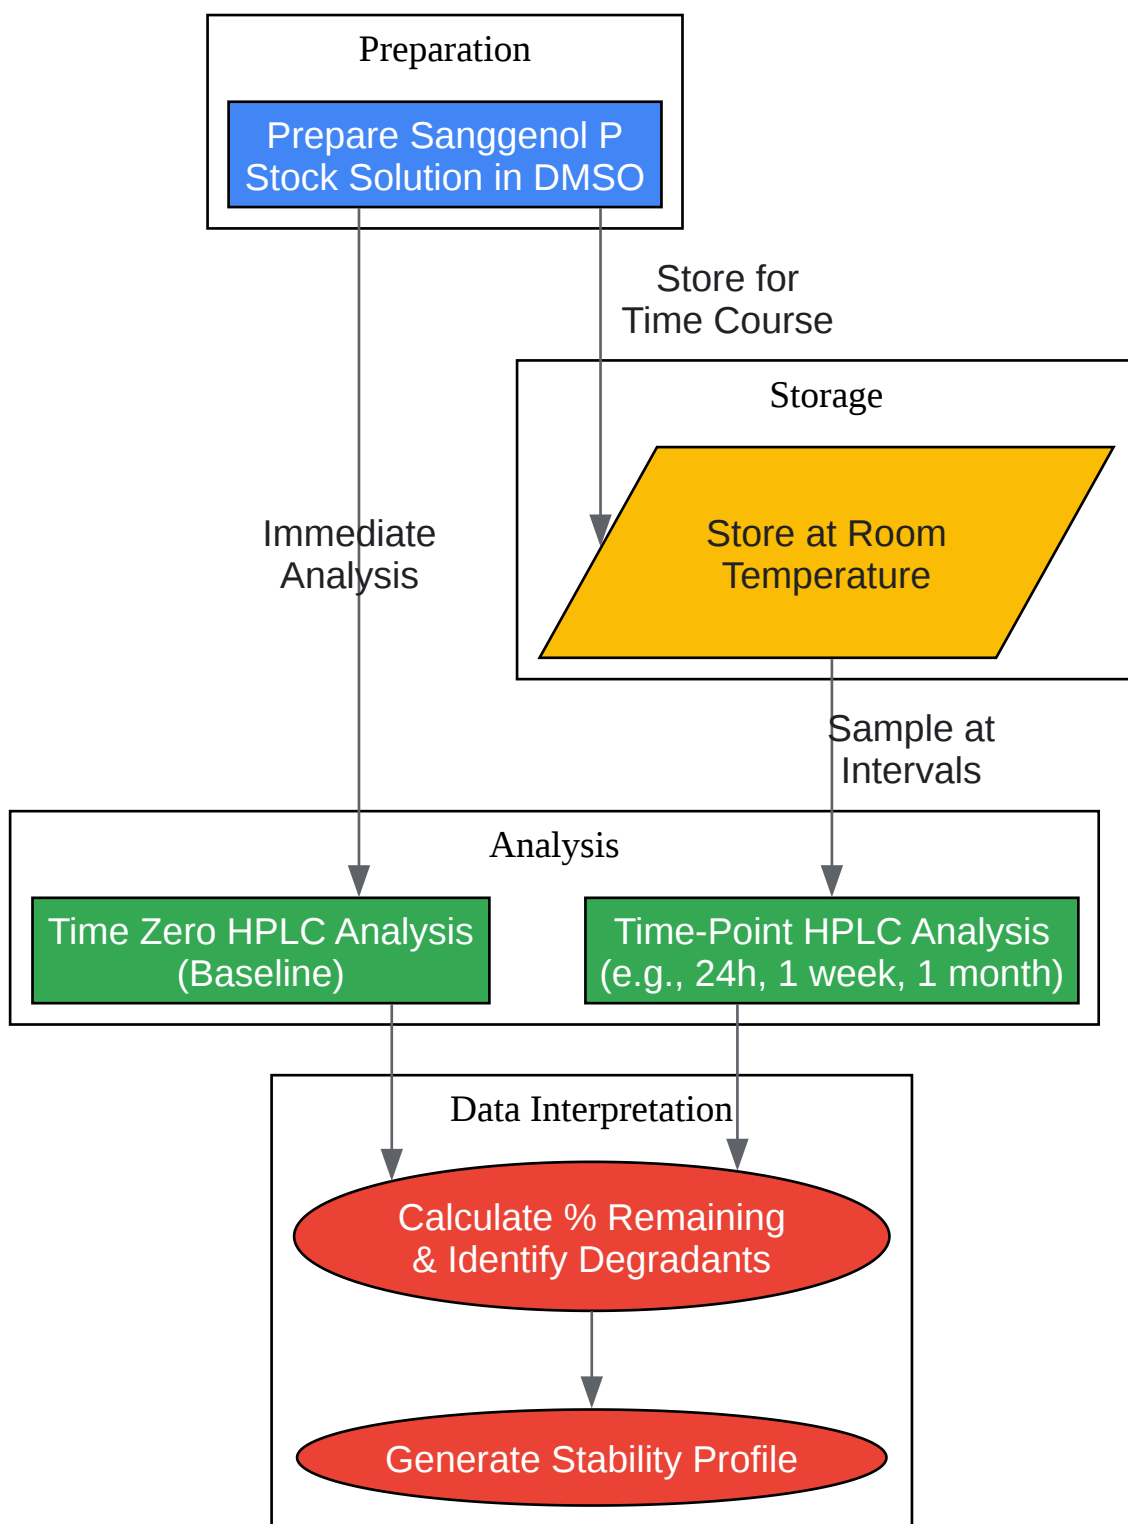 Preparation
Prepare Sanggenol P
Stock Solution in DMSO
Store for
Time Course
Storage
Immediate
Analysis
Store at Room
Temperature
Sample at
Intervals
Analysis
Time Zero HPLC Analysis
(Baseline)
Time-Point HPLC Analysis
(e.g., 24h, 1 week, 1 month)
Data Interpretation
Calculate % Remaining
& Identify Degradants
Generate Stability Profile